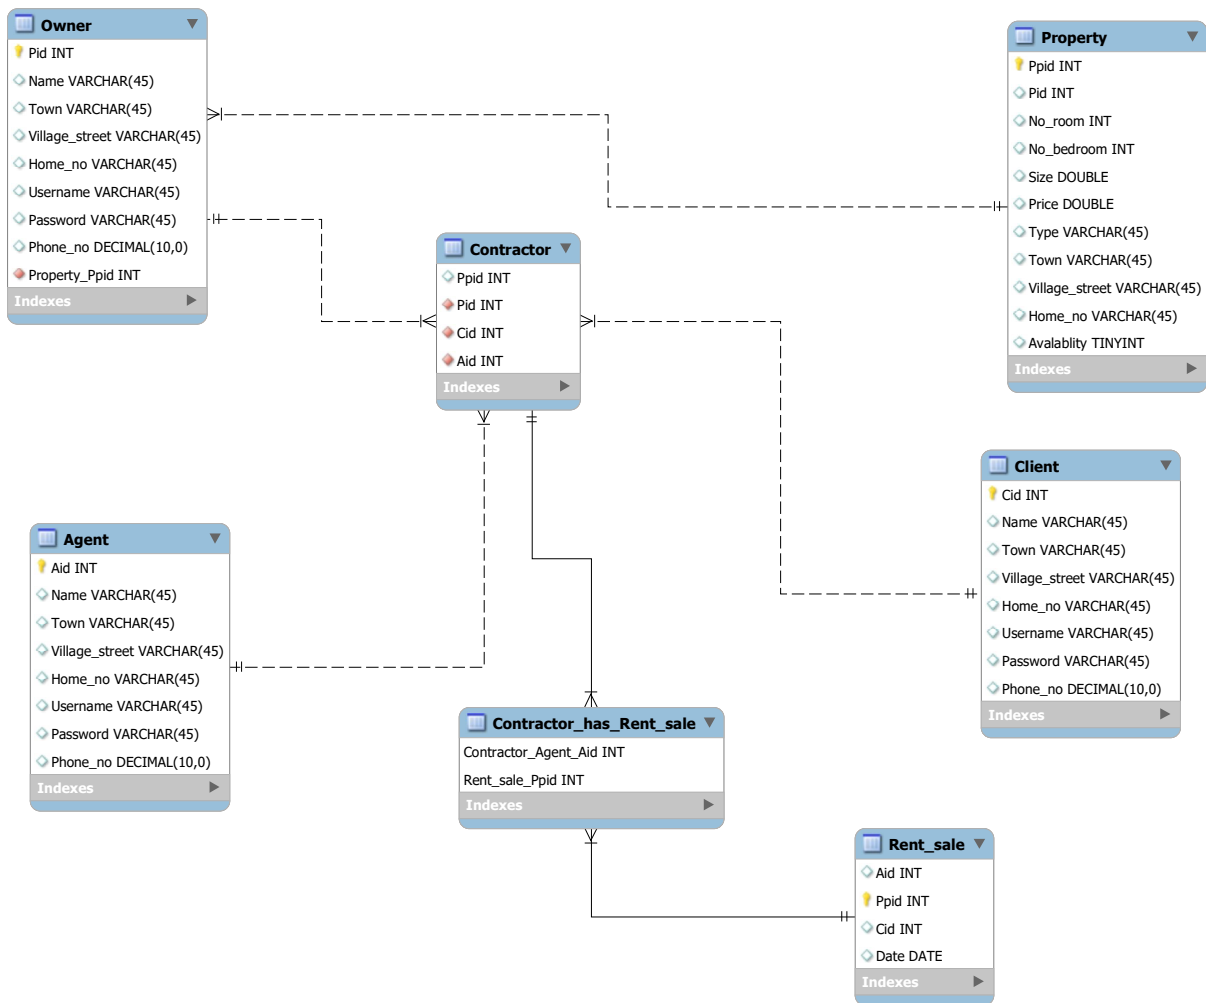 Owner
Pid INT
Name VARCHAR(45)
Town VARCHAR(45)
Village_street VARCHAR(45)
Home_no VARCHAR(45)
Username VARCHAR(45)
Password VARCHAR(45)
Phone_no DECIMAL(10,0)
Property_Ppid INT
Indexes
Property
Ppid INT
Pid INT
No_room INT
No_bedroom INT
Size DOUBLE
Price DOUBLE
Type VARCHAR(45)
Town VARCHAR(45)
Village_street VARCHAR(45)
Home_no VARCHAR(45)
Avalablity TINYINT
Indexes
Contractor
Ppid INT
Pid INT
Cid INT
Aid INT
Indexes
Client
Cid INT
Name VARCHAR(45)
Town VARCHAR(45)
Village_street VARCHAR(45)
Home_no VARCHAR(45)
Username VARCHAR(45)
Password VARCHAR(45)
Phone_no DECIMAL(10,0)
Indexes
Agent
Aid INT
Name VARCHAR(45)
Town VARCHAR(45)
Village_street VARCHAR(45)
Home_no VARCHAR(45)
Username VARCHAR(45)
Password VARCHAR(45)
Phone_no DECIMAL(10,0)
Indexes
Contractor_has_Rent_sale
Contractor_Agent_Aid INT
Rent_sale_Ppid INT
Indexes
Rent_sale
Aid INT
Ppid INT
Cid INT
Date DATE
Indexes